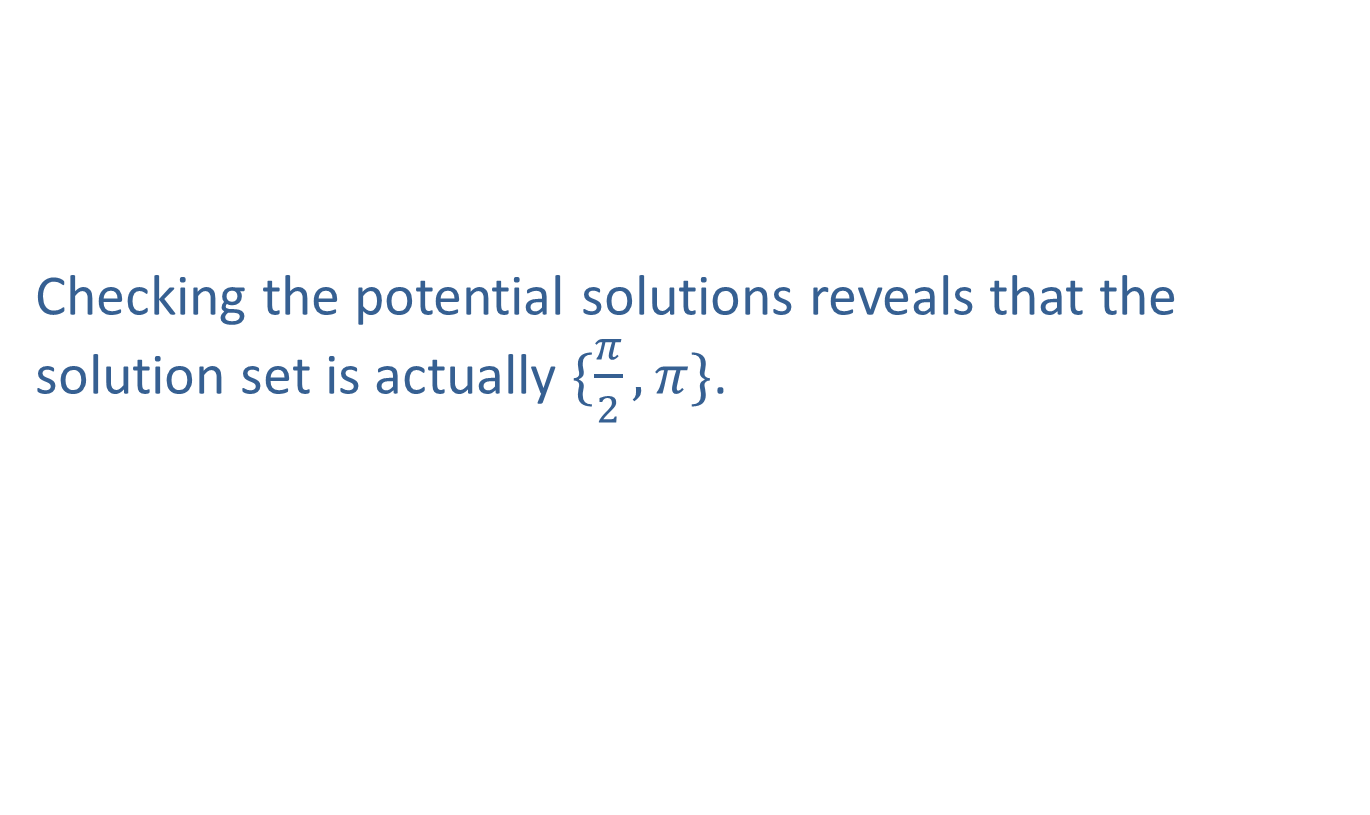 Checking the potential solutions reveals that the
solution set is actually {π/2, π}.